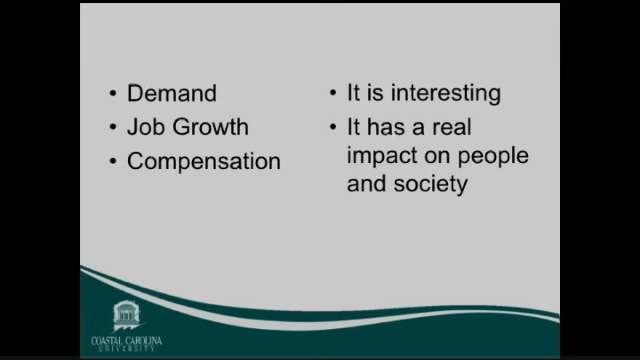 • Demand
• Job Growth
• Compensation
• It is interesting
• It has a real
impact on people
and society
COASTAL CAROLINA
UNIVERSITY